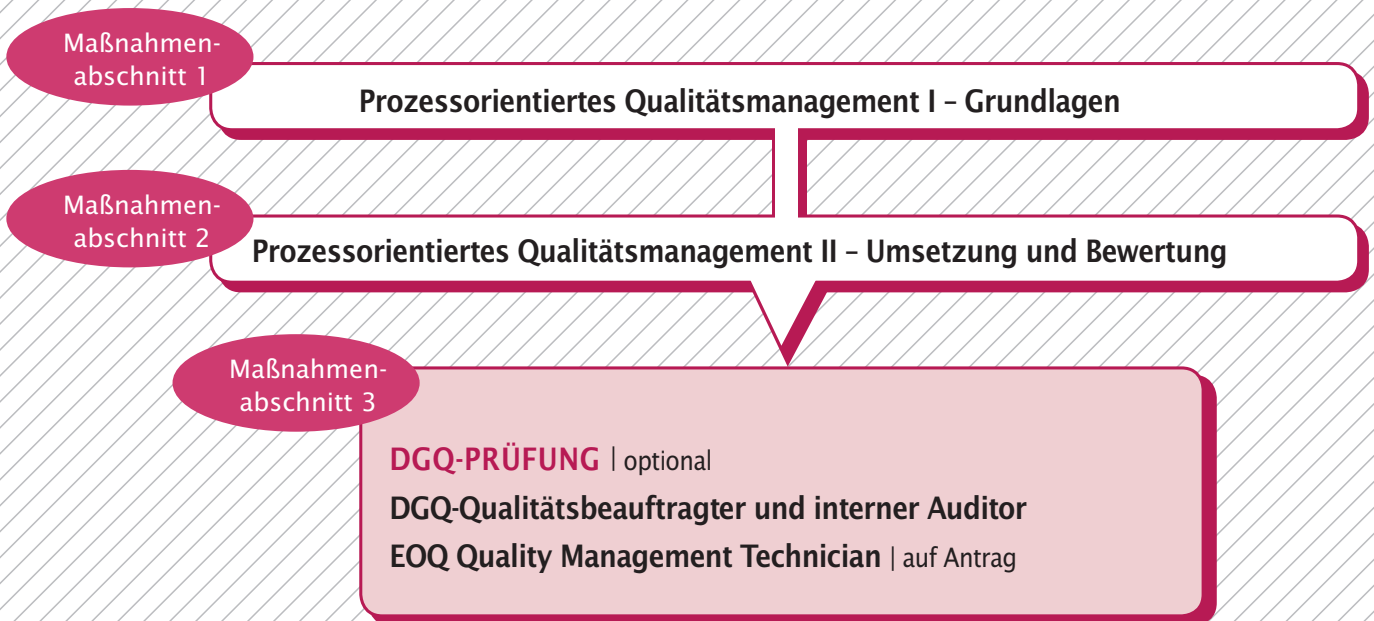 Maßnahmen-
abschnitt 1
Prozessorientiertes Qualitätsmanagement I – Grundlagen
Maßnahmen-
abschnitt 2
Prozessorientiertes Qualitätsmanagement II – Umsetzung und Bewertung
Maßnahmen-
abschnitt 3
DGQ-PRÜFUNG | optional
DGQ-Qualitätsbeauftragter und interner Auditor
EOQ Quality Management Technician | auf Antrag